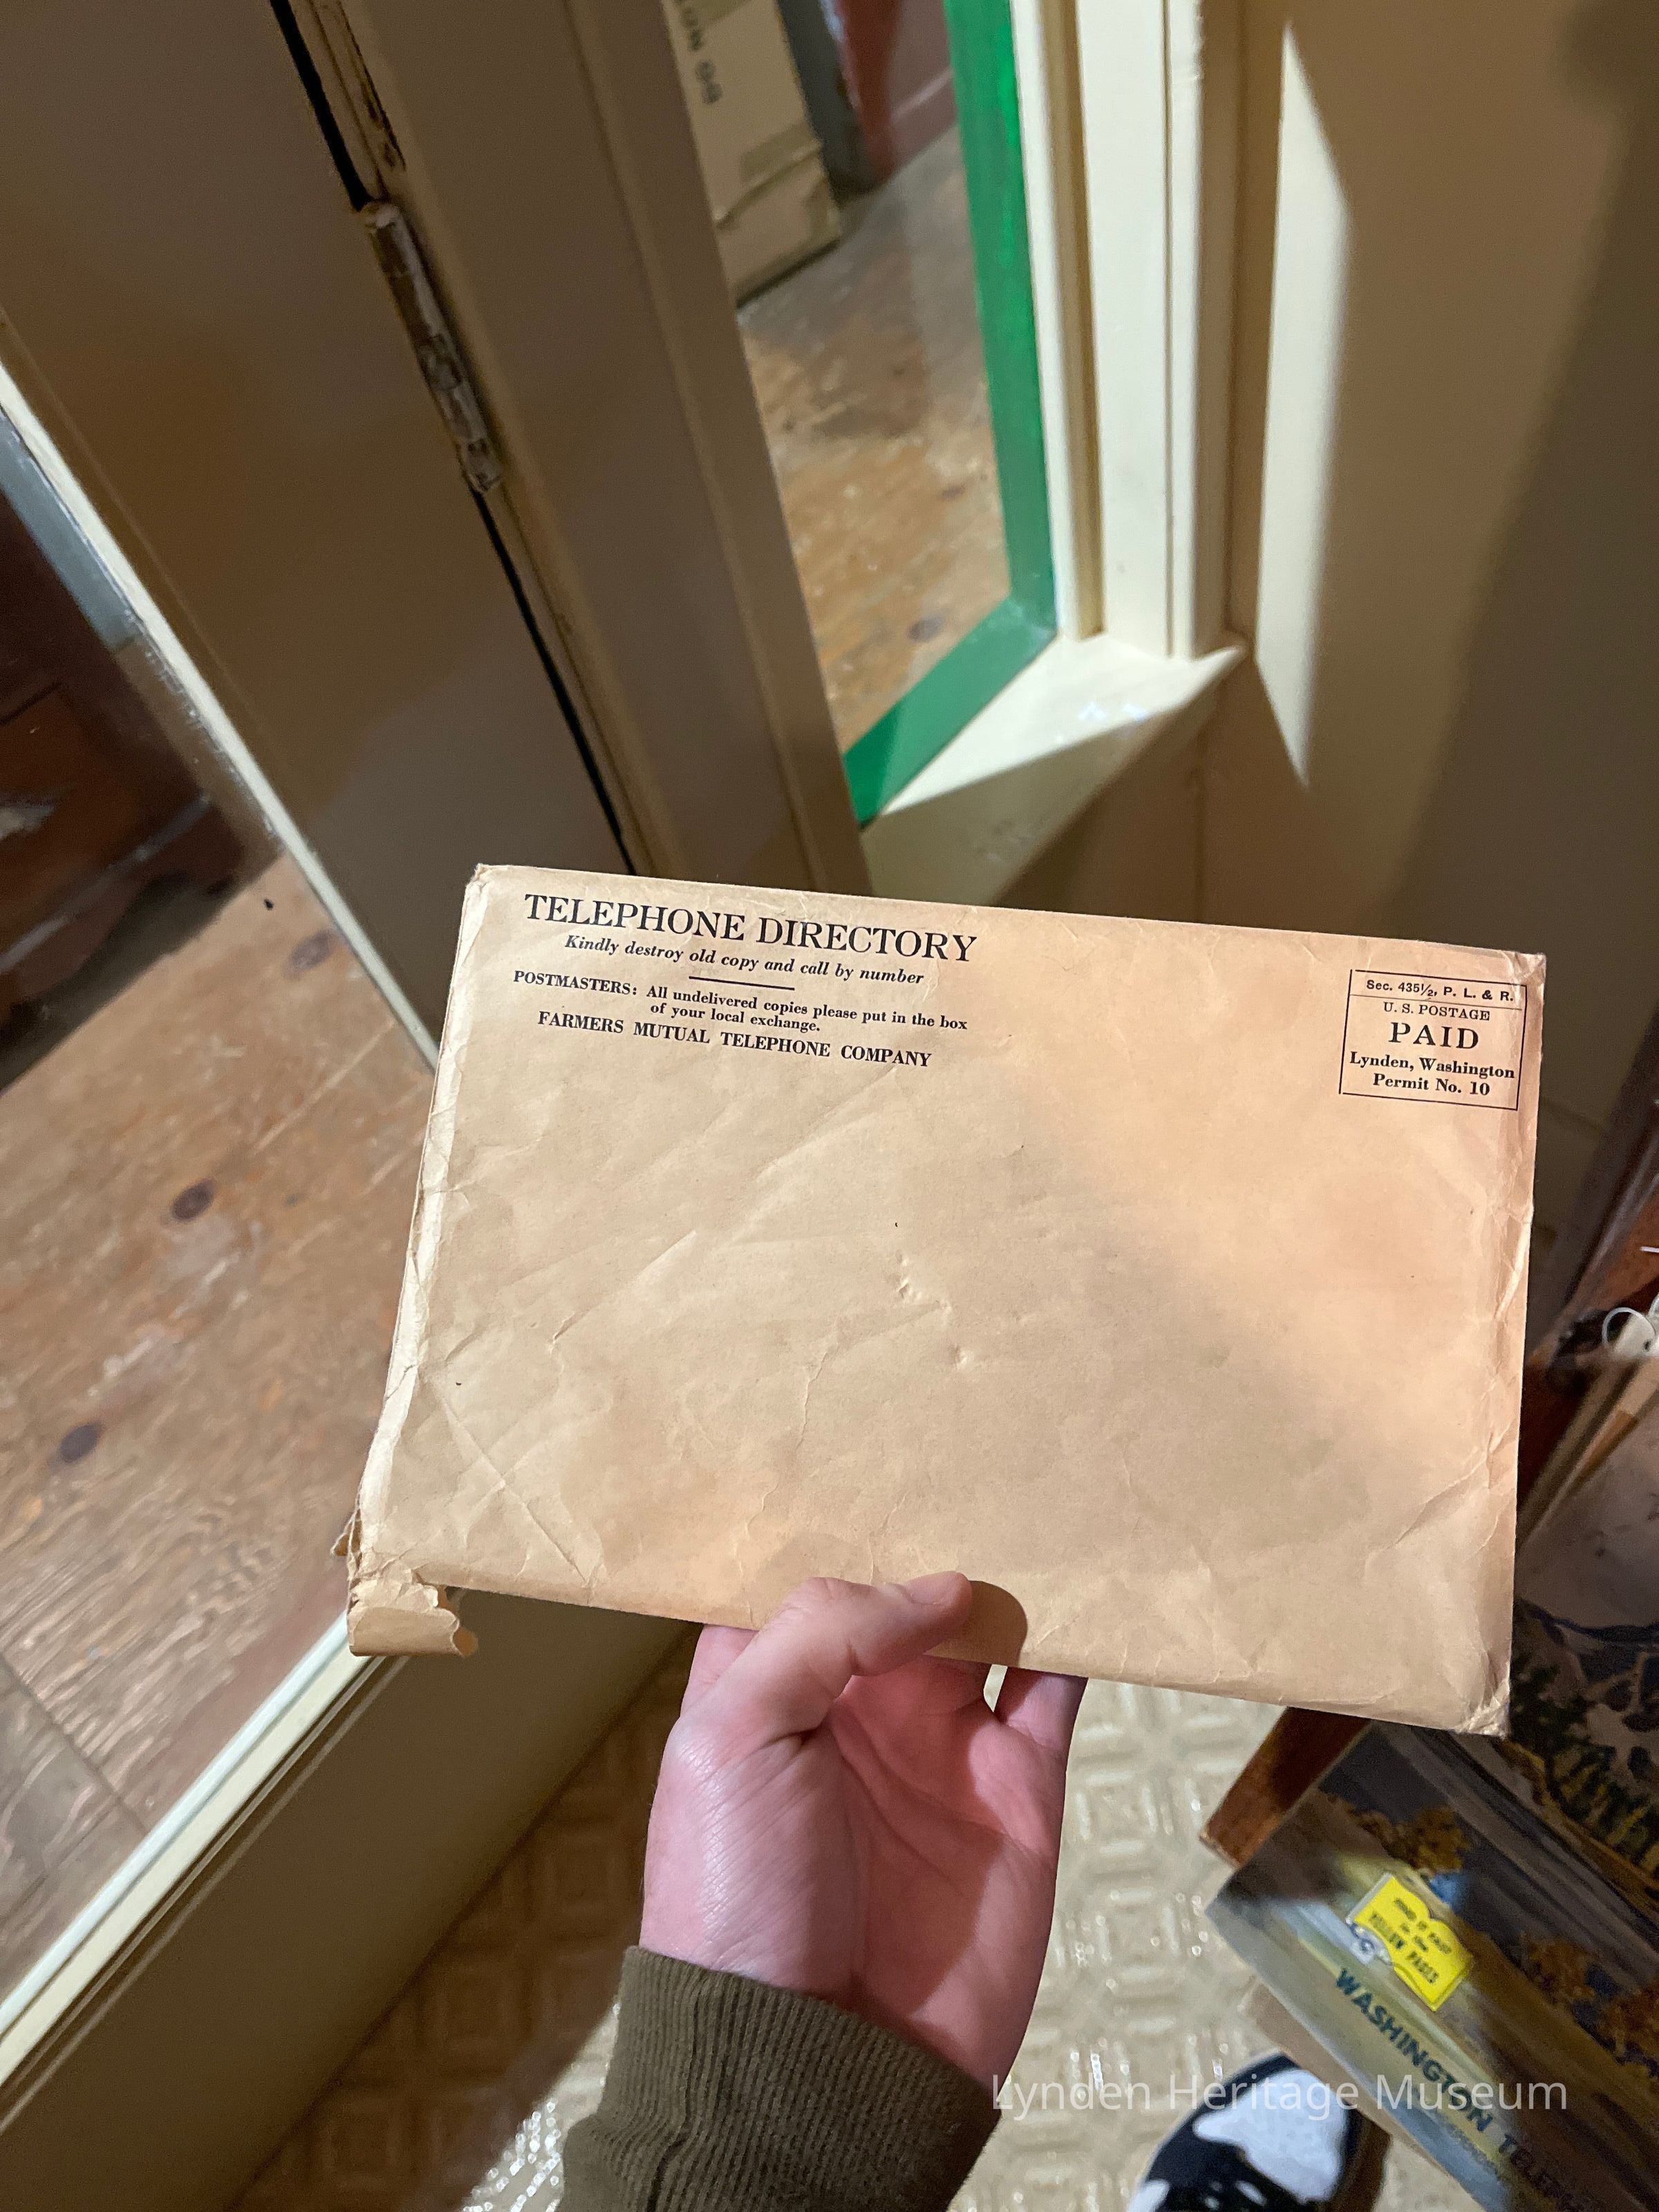 TELEPHONE DIRECTORY
Kindly destroy old copy and call by number
POSTMASTERS: All undelivered copies please put in the box
of your local exchange.
FARMERS MUTUAL TELEPHONE COMPANY
Sec. 435½, P. L. & R.
U. S. POSTAGE
PAID
Lynden, Washington
Permit No. 10
YELLOW PAGES
WASHINGTON
Lynden Heritage Museum